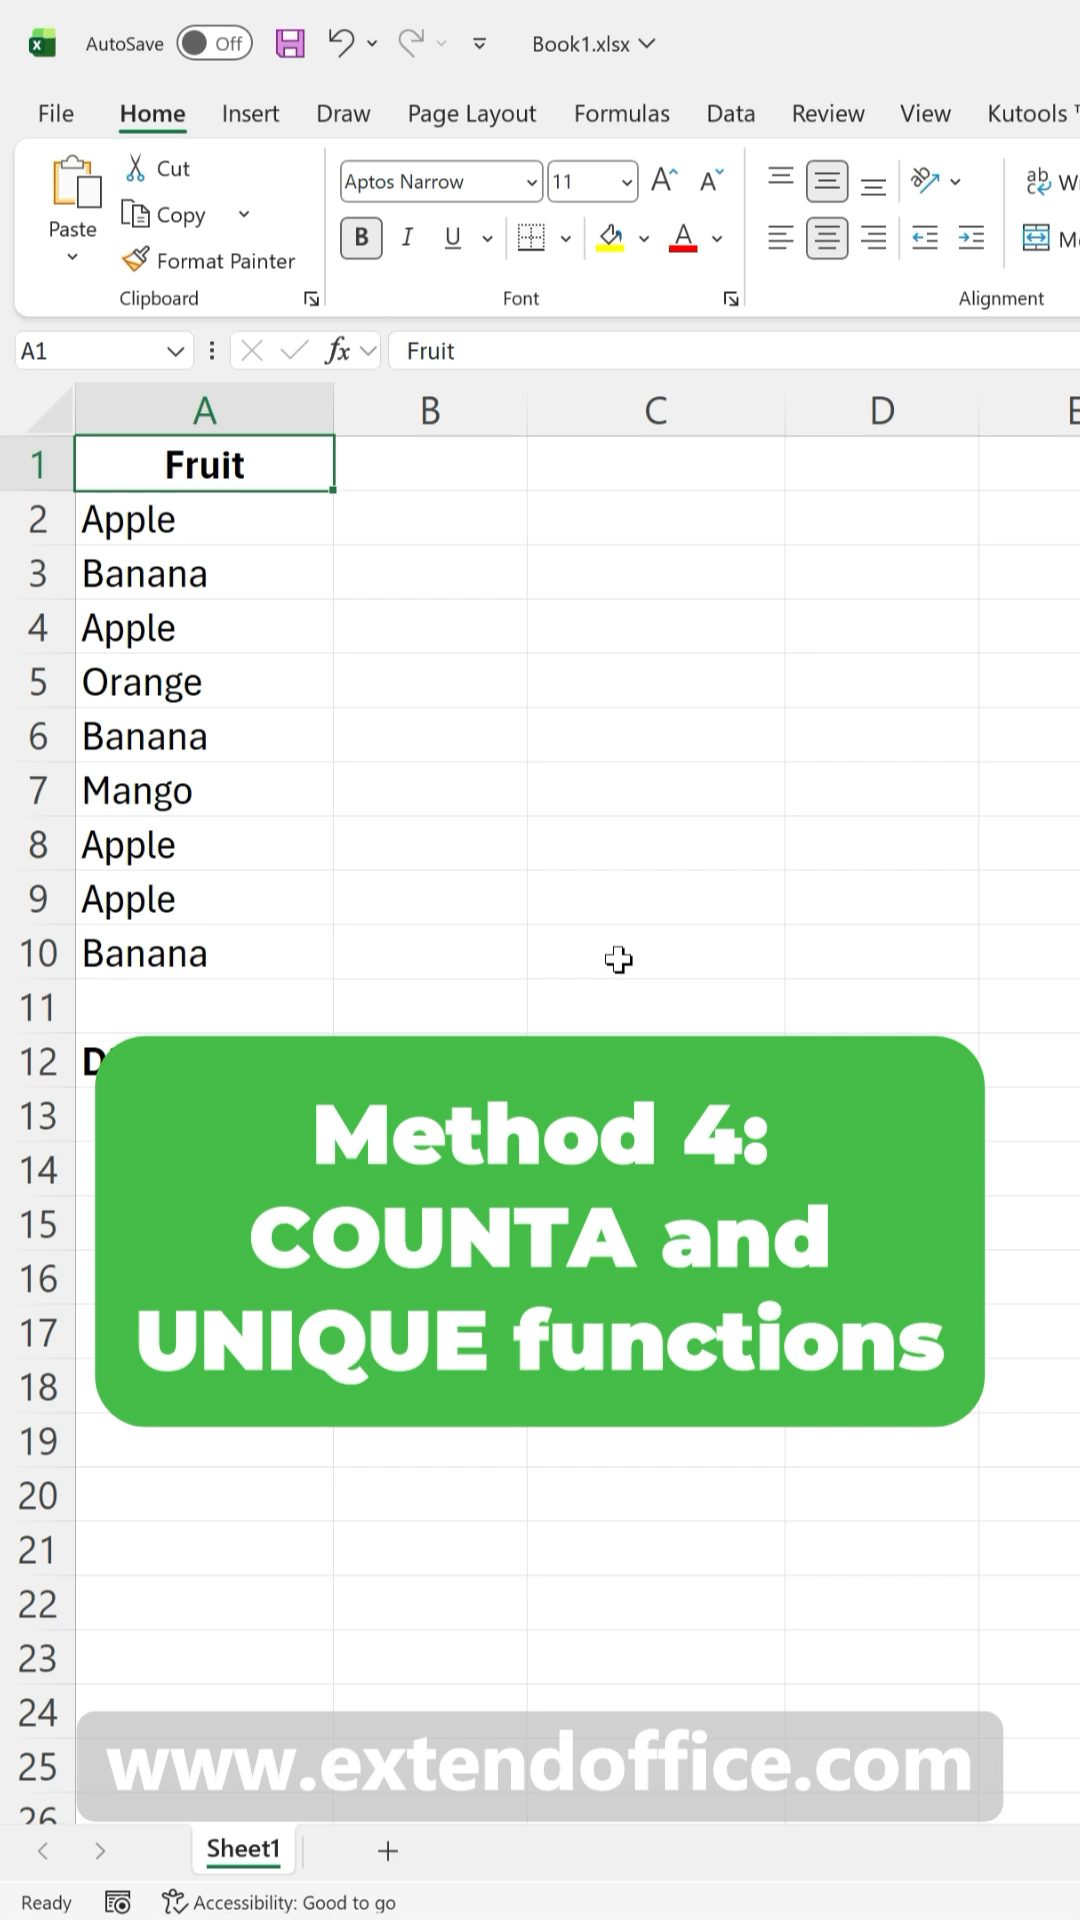 AutoSave Off Book1.xlsx
File Home Insert Draw Page Layout Formulas Data Review View Kutools
Paste
Cut
Copy
Format Painter
Clipboard
Aptos Narrow 11
B I U
Font
Alignment
A1 fx Fruit
A B C D E
1 Fruit
2 Apple
3 Banana
4 Apple
5 Orange
6 Banana
7 Mango
8 Apple
9 Apple
10 Banana
11
12
13
14
15
16
17
18
19
20
21
22
23
24
25
26
Method 4:
COUNTA and
UNIQUE functions
www.extendoffice.com
Sheet1
Ready Accessibility: Good to go